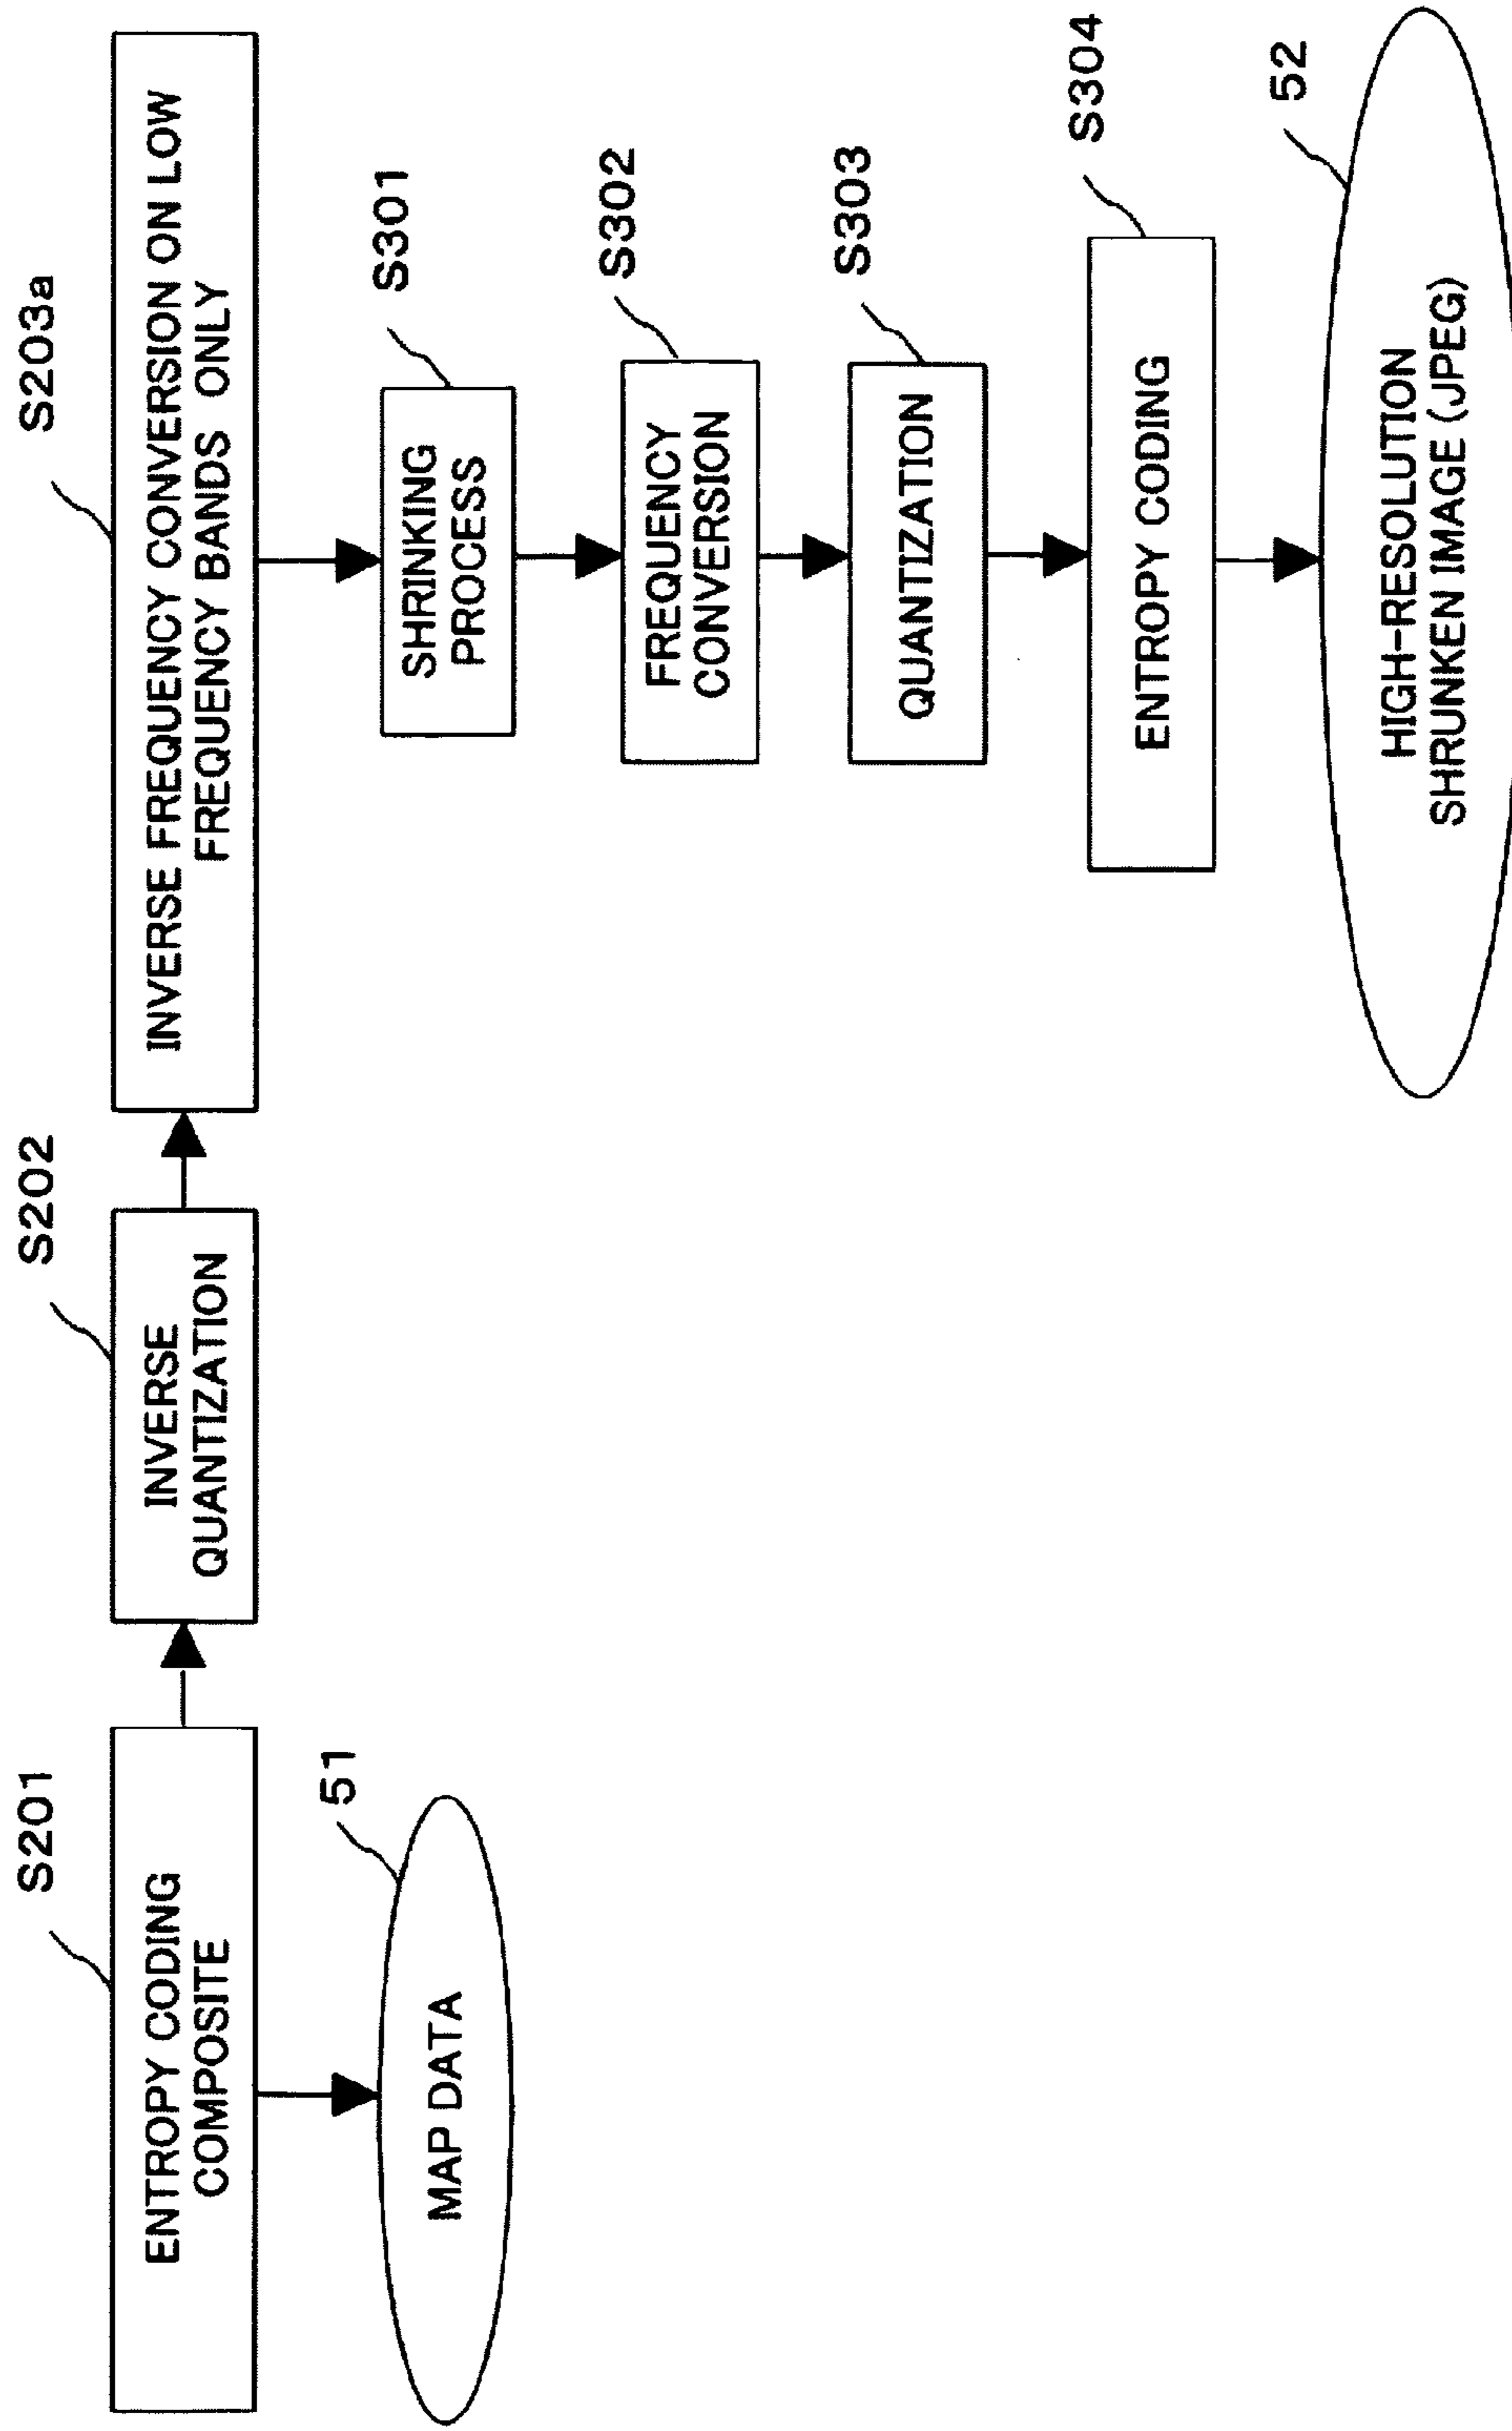 S201
ENTROPY CODING
COMPOSITE
51
MAP DATA
S202
INVERSE
QUANTIZATION
S203a
INVERSE FREQUENCY CONVERSION ON LOW
FREQUENCY BANDS ONLY
S301
SHRINKING
PROCESS
S302
FREQUENCY
CONVERSION
S303
QUANTIZATION
S304
ENTROPY CODING
52
HIGH-RESOLUTION
SHRUNKEN IMAGE (JPEG)